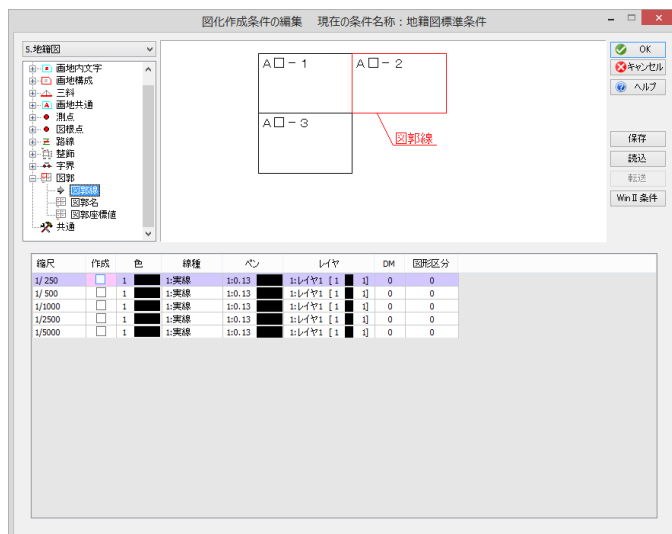 図化作成条件の編集 現在の条件名称：地籍図標準条件
5.地籍図
画地内文字
画地構成
三斜
画地共通
測点
図根点
路線
整飾
字界
図郭
図郭線
図郭名
図郭座標値
共通
A□－1
A□－2
A□－3
図郭線
OK
キャンセル
ヘルプ
保存
読込
転送
WinⅡ条件
縮尺 作成 色 線種 ペン レイヤ DM 図形区分
1/ 250 1 1:実線 1:0.13 1:レイヤ1 [ 1 1] 0 0
1/ 500 1 1:実線 1:0.13 1:レイヤ1 [ 1 1] 0 0
1/1000 1 1:実線 1:0.13 1:レイヤ1 [ 1 1] 0 0
1/2500 1 1:実線 1:0.13 1:レイヤ1 [ 1 1] 0 0
1/5000 1 1:実線 1:0.13 1:レイヤ1 [ 1 1] 0 0